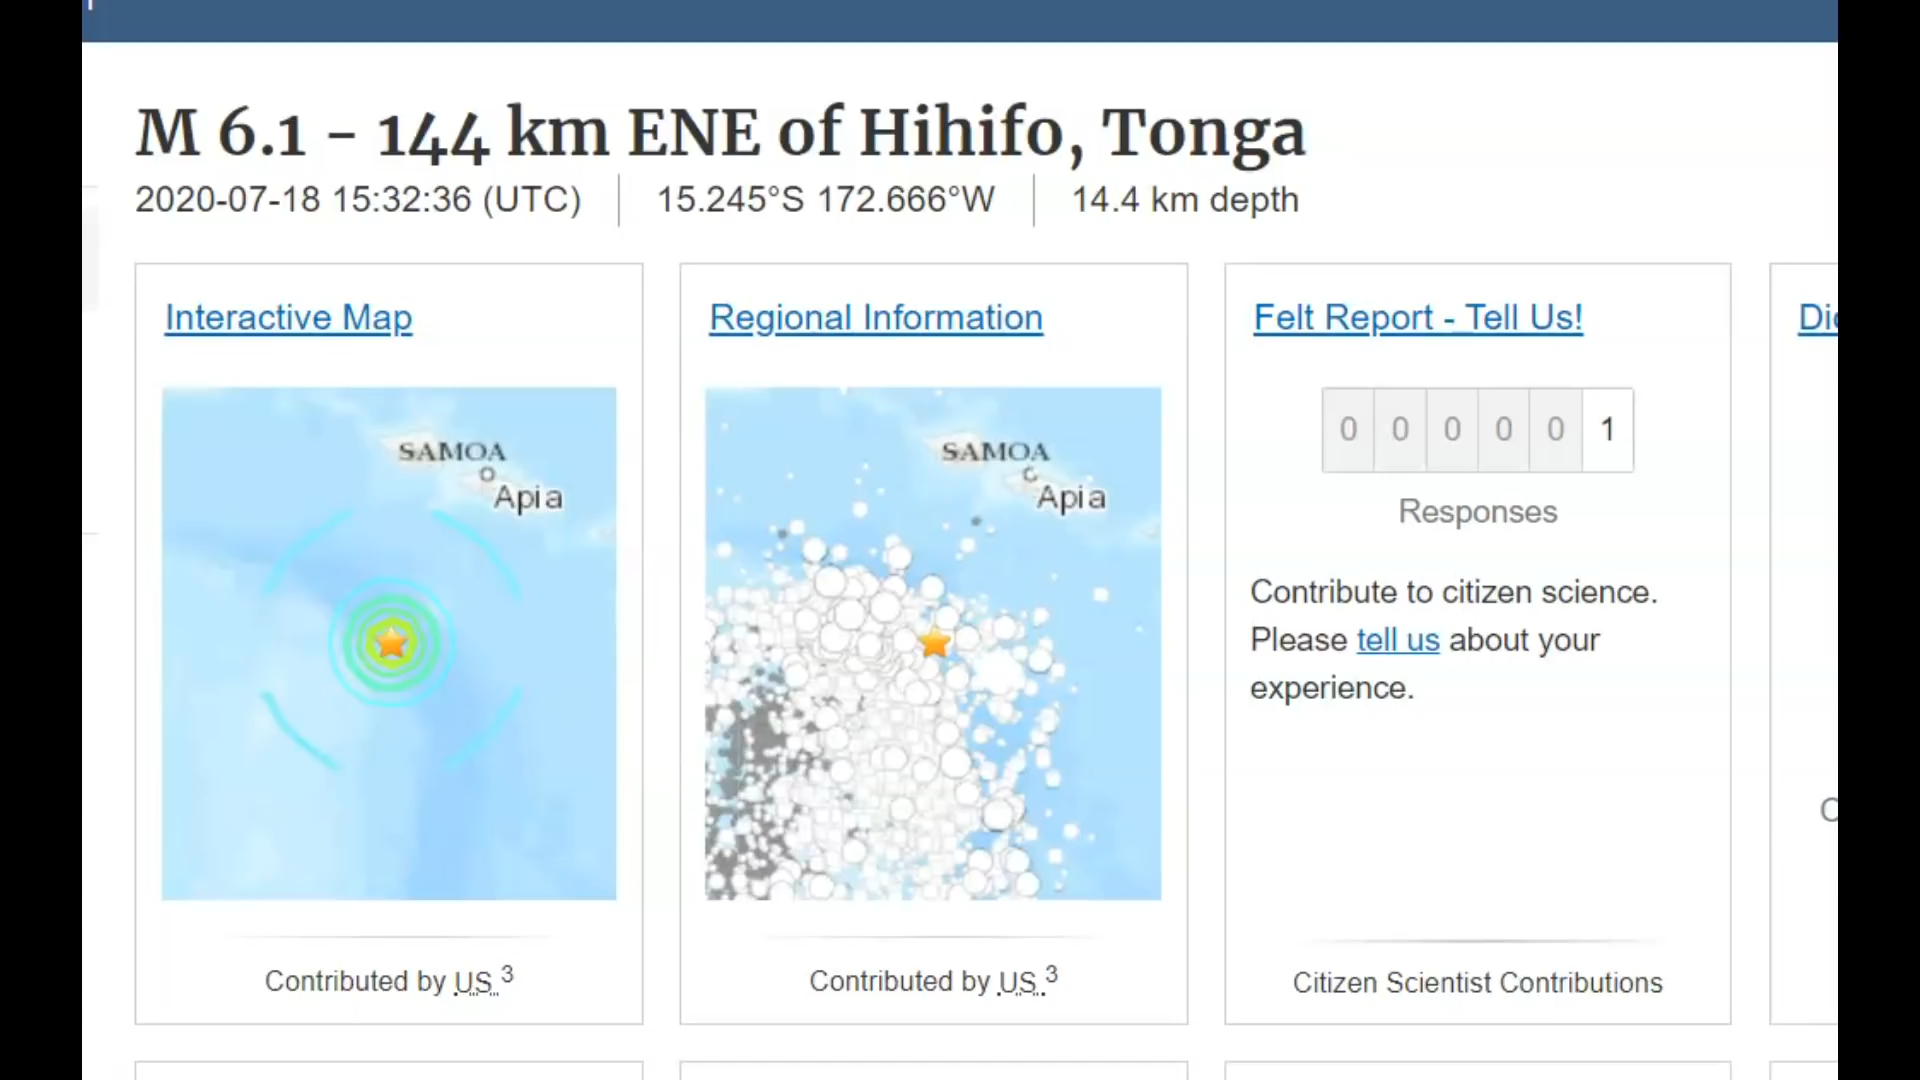 M 6.1 - 144 km ENE of Hihifo, Tonga
2020-07-18 15:32:36 (UTC) 15.245°S 172.666°W 14.4 km depth
Interactive Map
SAMOA
Apia
Contributed by US 3
Regional Information
SAMOA
Apia
Contributed by US 3
Felt Report - Tell Us!
0 0 0 0 0 1
Responses
Contribute to citizen science.
Please tell us about your
experience.
Citizen Scientist Contributions